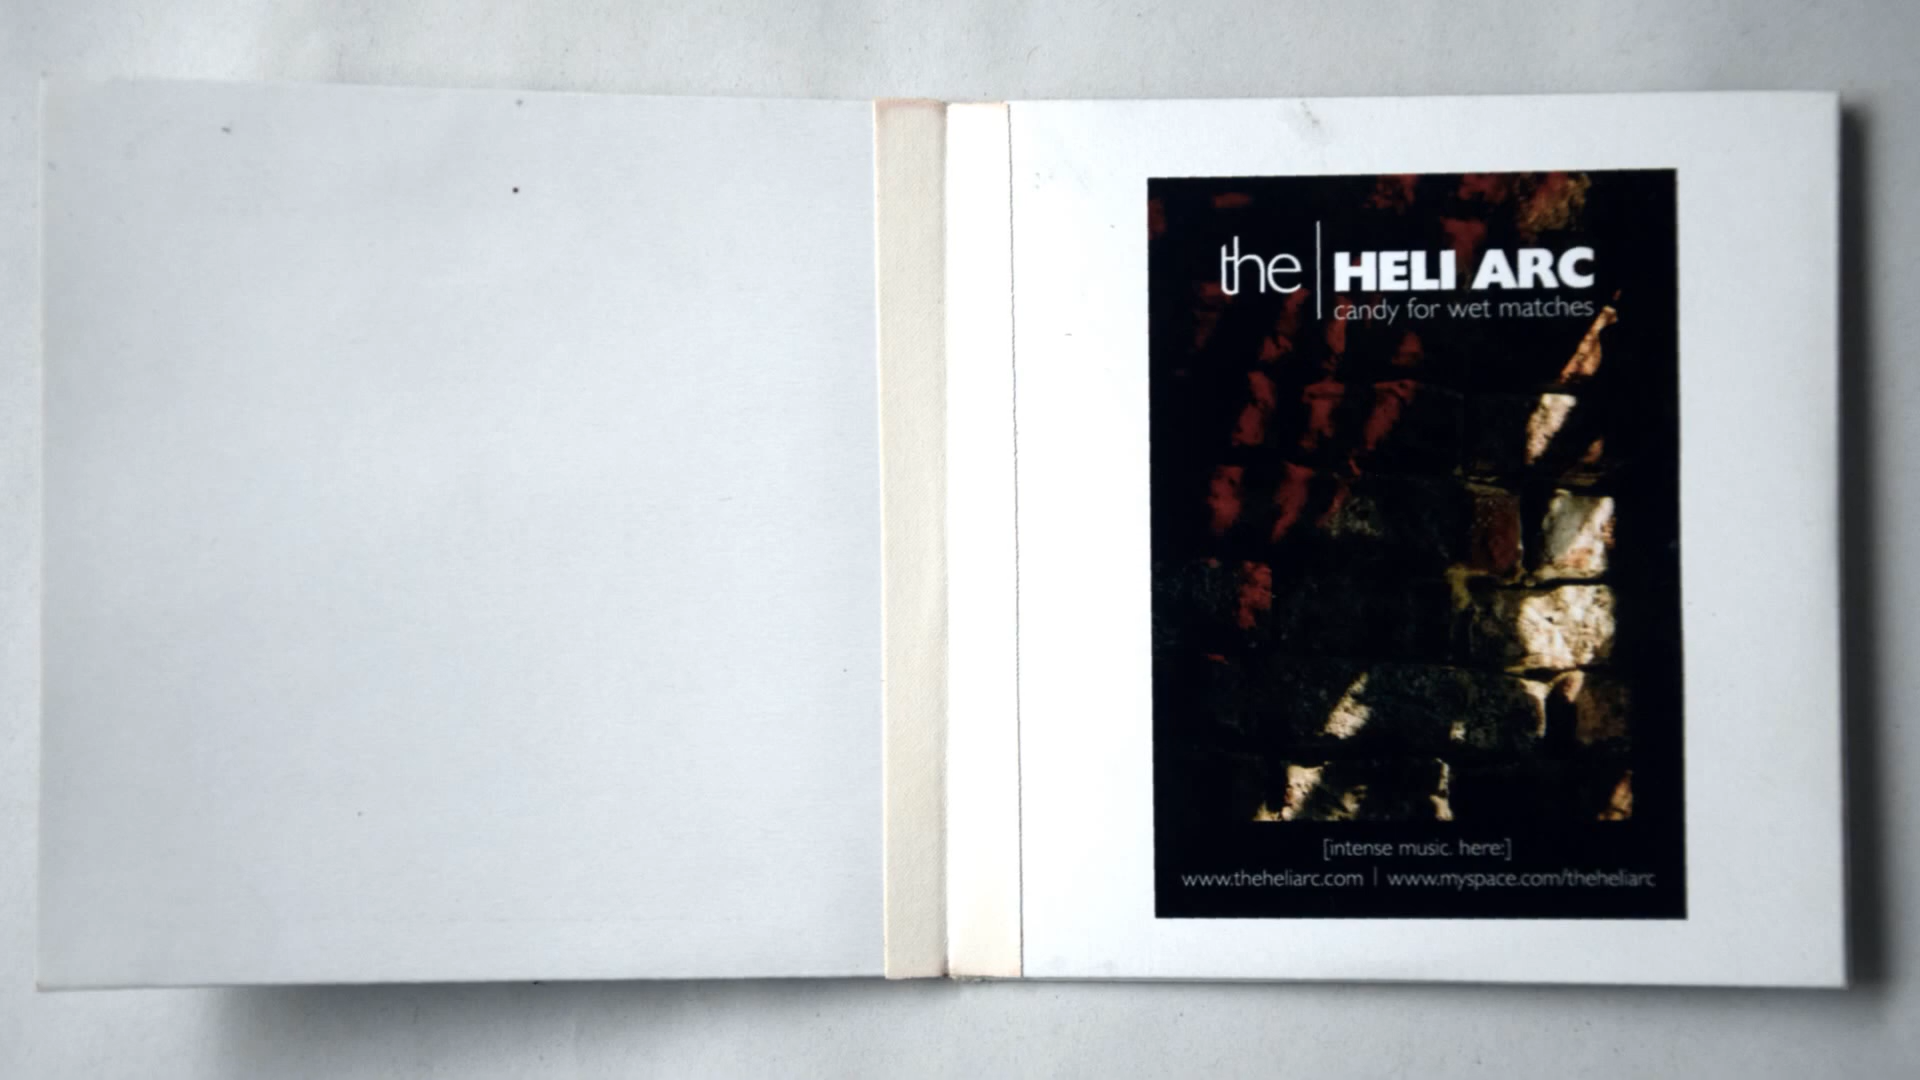 the HELI ARC
candy for wet matches
[intense music. here:]
www.theheliarc.com | www.myspace.com/theheliarc